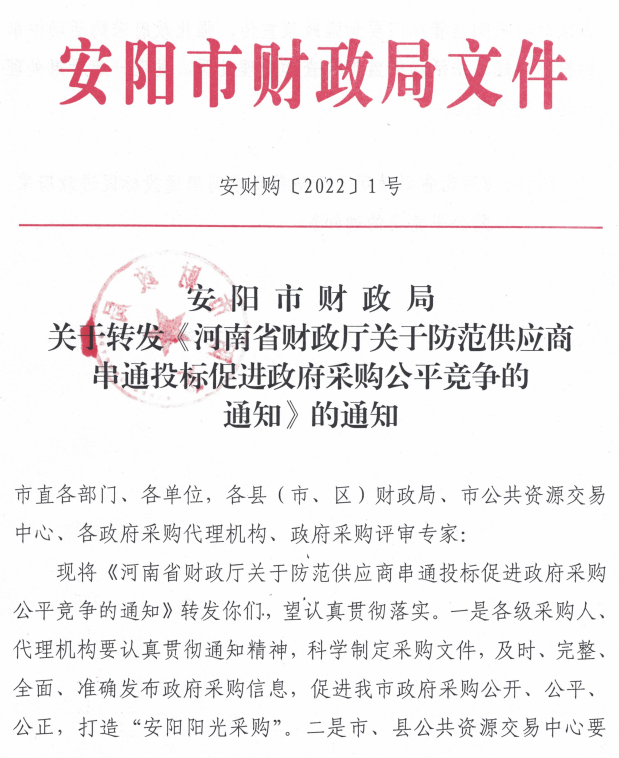 安阳市财政局文件
安财购〔2022〕1号
安阳市财政局
关于转发《河南省财政厅关于防范供应商
串通投标促进政府采购公平竞争的
通知》的通知
市直各部门、各单位，各县（市、区）财政局、市公共资源交易
中心、各政府采购代理机构、政府采购评审专家：
现将《河南省财政厅关于防范供应商串通投标促进政府采购
公平竞争的通知》转发你们，望认真贯彻落实。一是各级采购人、
代理机构要认真贯彻通知精神，科学制定采购文件，及时、完整、
全面、准确发布政府采购信息，促进我市政府采购公开、公平、
公正，打造“安阳阳光采购”。二是市、县公共资源交易中心要